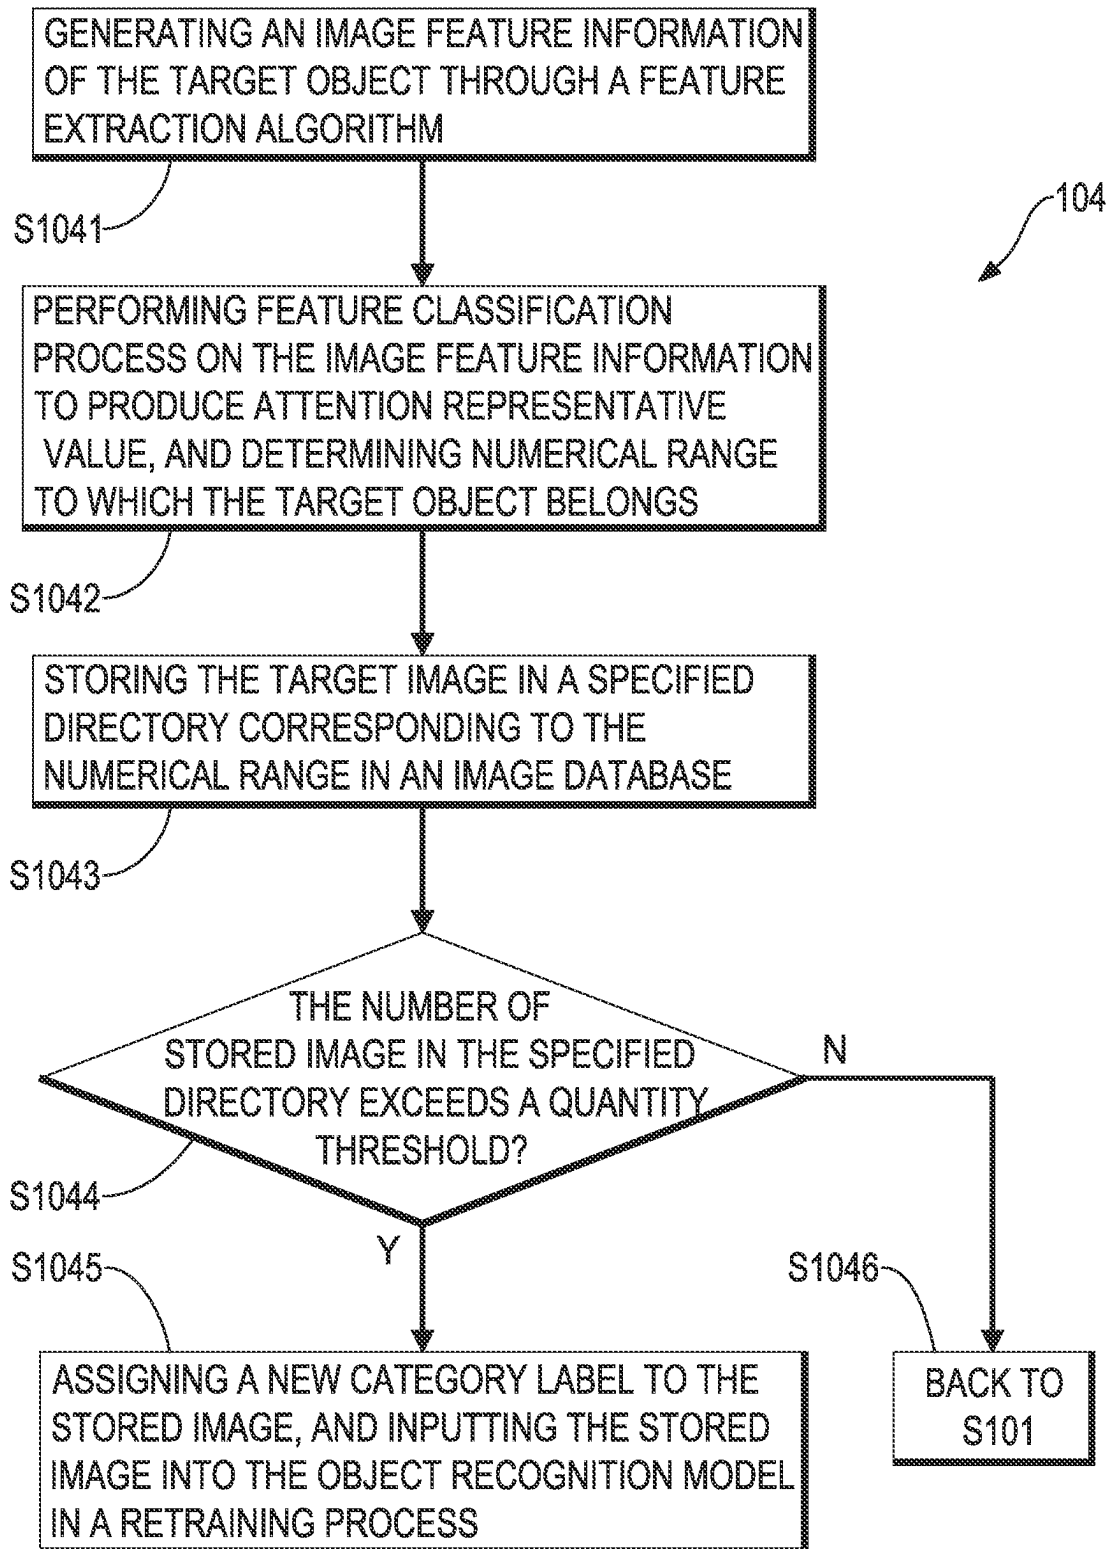 GENERATING AN IMAGE FEATURE INFORMATION
OF THE TARGET OBJECT THROUGH A FEATURE
EXTRACTION ALGORITHM
S1041
104
PERFORMING FEATURE CLASSIFICATION
PROCESS ON THE IMAGE FEATURE INFORMATION
TO PRODUCE ATTENTION REPRESENTATIVE
VALUE, AND DETERMINING NUMERICAL RANGE
TO WHICH THE TARGET OBJECT BELONGS
S1042
STORING THE TARGET IMAGE IN A SPECIFIED
DIRECTORY CORRESPONDING TO THE
NUMERICAL RANGE IN AN IMAGE DATABASE
S1043
THE NUMBER OF
STORED IMAGE IN THE SPECIFIED
DIRECTORY EXCEEDS A QUANTITY
THRESHOLD?
N
S1044
Y
S1045
S1046
ASSIGNING A NEW CATEGORY LABEL TO THE
STORED IMAGE, AND INPUTTING THE STORED
IMAGE INTO THE OBJECT RECOGNITION MODEL
IN A RETRAINING PROCESS
BACK TO
S101